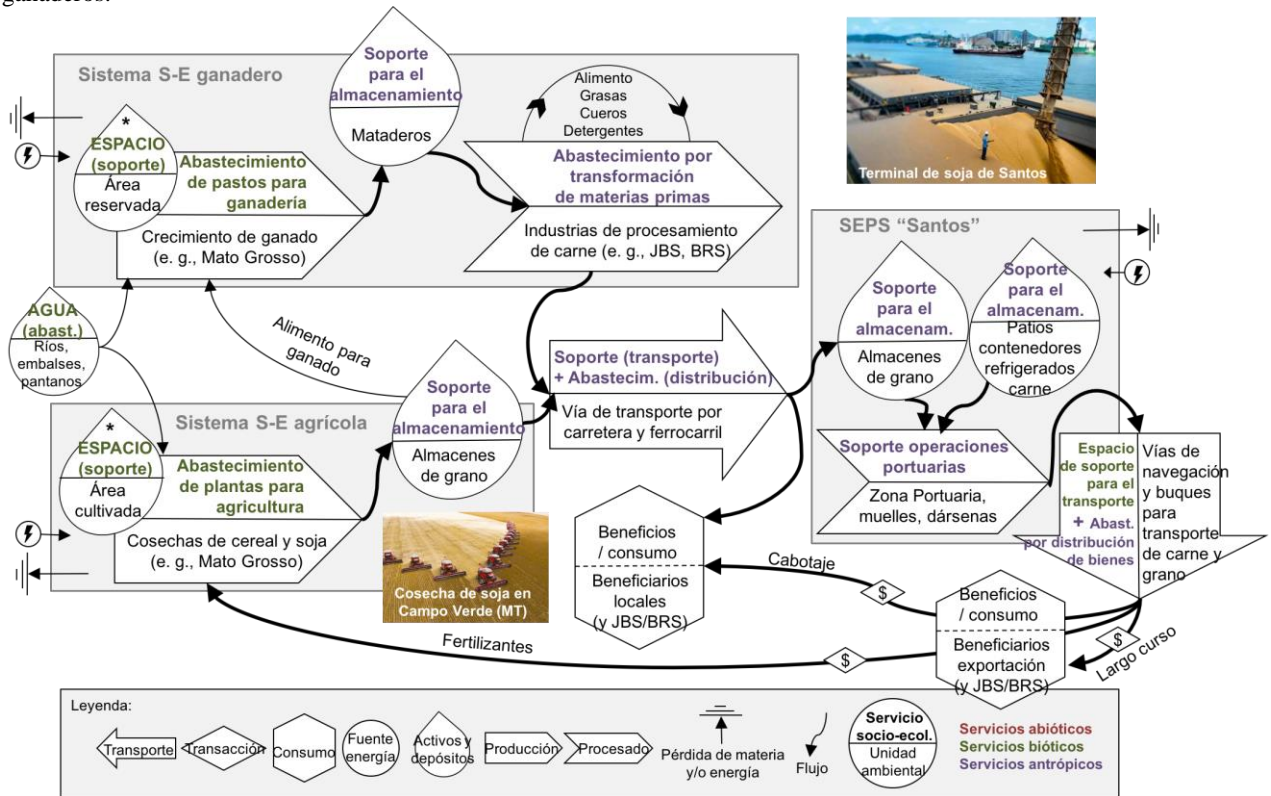 ganaderos.
Sistema S-E ganadero
*
ESPACIO
(soporte)
Área
reservada
Abastecimiento
de pastos para
ganadería
Crecimiento de ganado
(e. g., Mato Grosso)
Soporte
para el
almacenamiento
Mataderos
Alimento
Grasas
Cueros
Detergentes
Abastecimiento por
transformación
de materias primas
Industrias de procesamiento
de carne (e. g., JBS, BRS)
Terminal de soja de Santos
SEPS “Santos”
Soporte
para el
almacenam.
Almacenes
de grano
Soporte
para el
almacenam.
Patios
contenedores
refrigerados
carne
Soporte operaciones
portuarias
Zona Portuaria,
muelles, dársenas
AGUA
(abast.)
Ríos,
embalses,
pantanos
Alimento para
ganado
Soporte (transporte)
+ Abastecim. (distribución)
Vía de transporte por
carretera y ferrocarril
Sistema S-E agrícola
*
ESPACIO
(soporte)
Área
cultivada
Abastecimiento
de plantas para
agricultura
Cosechas de cereal y soja
(e. g., Mato Grosso)
Soporte
para el
almacenamiento
Almacenes
de grano
Cosecha de soja en
Campo Verde (MT)
Beneficios
/ consumo
Beneficiarios
locales
(y JBS/BRS)
Espacio
de soporte
para el
transporte
+ Abast.
por distribución
de bienes
Vías de
navegación
y buques
para
transporte
de carne y
grano
Cabotaje
$
Beneficios
/ consumo
Beneficiarios
exportación
(y JBS/BRS)
$
Largo curso
Fertilizantes
$
Leyenda:
Transporte
Transacción
Consumo
Fuente
energía
Activos y
depósitos
Producción
Procesado
Pérdida de materia
y/o energía
Flujo
Servicio
socio-ecol.
Unidad
ambiental
Servicios abióticos
Servicios bióticos
Servicios antrópicos